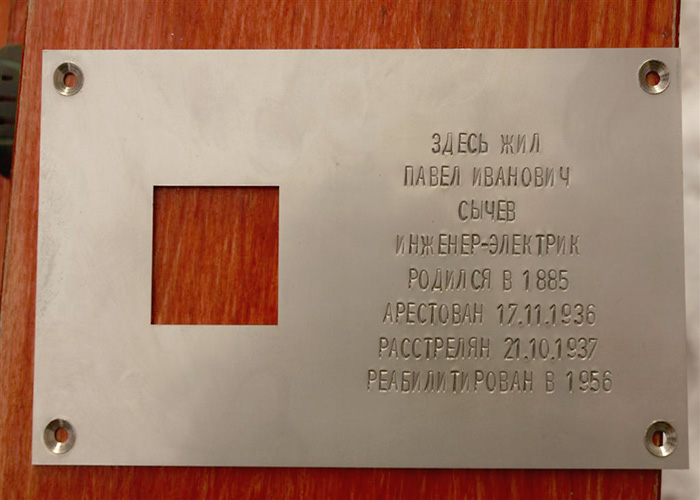 ЗДЕСЬ ЖИЛ
ПАВЕЛ ИВАНОВИЧ
СЫЧЕВ
ИНЖЕНЕР-ЭЛЕКТРИК
РОДИЛСЯ В 1885
АРЕСТОВАН 17.11.1936
РАССТРЕЛЯН 21.10.1937
РЕАБИЛИТИРОВАН В 1956